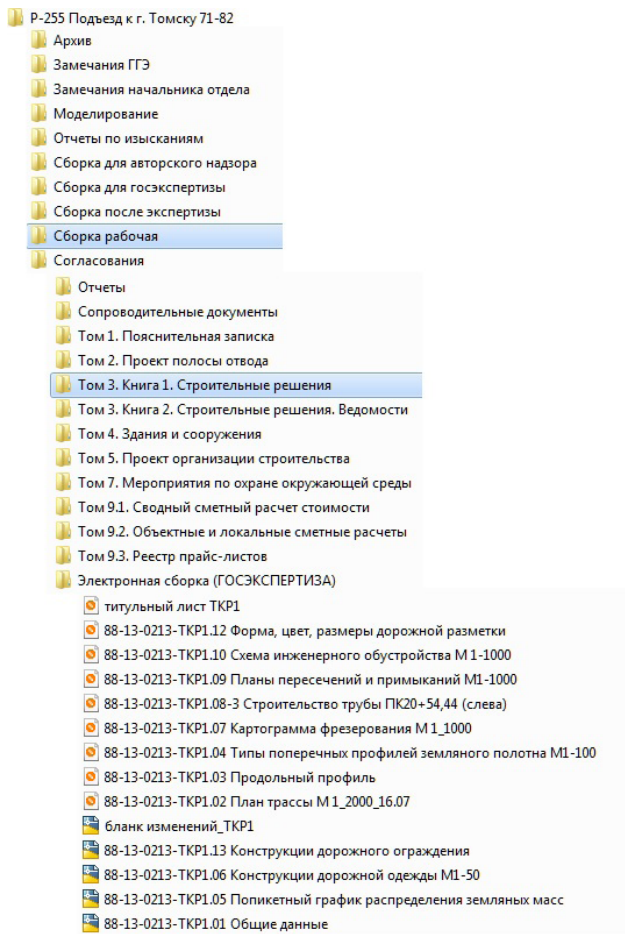 Р-255 Подъезд к г. Томску 71-82
Архив
Замечания ГГЭ
Замечания начальника отдела
Моделирование
Отчеты по изысканиям
Сборка для авторского надзора
Сборка для госэкспертизы
Сборка после экспертизы
Сборка рабочая
Согласования
Отчеты
Сопроводительные документы
Том 1. Пояснительная записка
Том 2. Проект полосы отвода
Том 3. Книга 1. Строительные решения
Том 3. Книга 2. Строительные решения. Ведомости
Том 4. Здания и сооружения
Том 5. Проект организации строительства
Том 7. Мероприятия по охране окружающей среды
Том 9.1. Сводный сметный расчет стоимости
Том 9.2. Объектные и локальные сметные расчеты
Том 9.3. Реестр прайс-листов
Электронная сборка (ГОСЭКСПЕРТИЗА)
титульный лист ТКР1
88-13-0213-ТКР1.12 Форма, цвет, размеры дорожной разметки
88-13-0213-ТКР1.10 Схема инженерного обустройства М 1-1000
88-13-0213-ТКР1.09 Планы пересечений и примыканий М1-1000
88-13-0213-ТКР1.08-3 Строительство трубы ПК20+54,44 (слева)
88-13-0213-ТКР1.07 Картограмма фрезерования М 1_1000
88-13-0213-ТКР1.04 Типы поперечных профилей земляного полотна М1-100
88-13-0213-ТКР1.03 Продольный профиль
88-13-0213-ТКР1.02 План трассы М 1_2000_16.07
бланк изменений_ТКР1
88-13-0213-ТКР1.13 Конструкции дорожного ограждения
88-13-0213-ТКР1.06 Конструкции дорожной одежды М1-50
88-13-0213-ТКР1.05 Попикетный график распределения земляных масс
88-13-0213-ТКР1.01 Общие данные